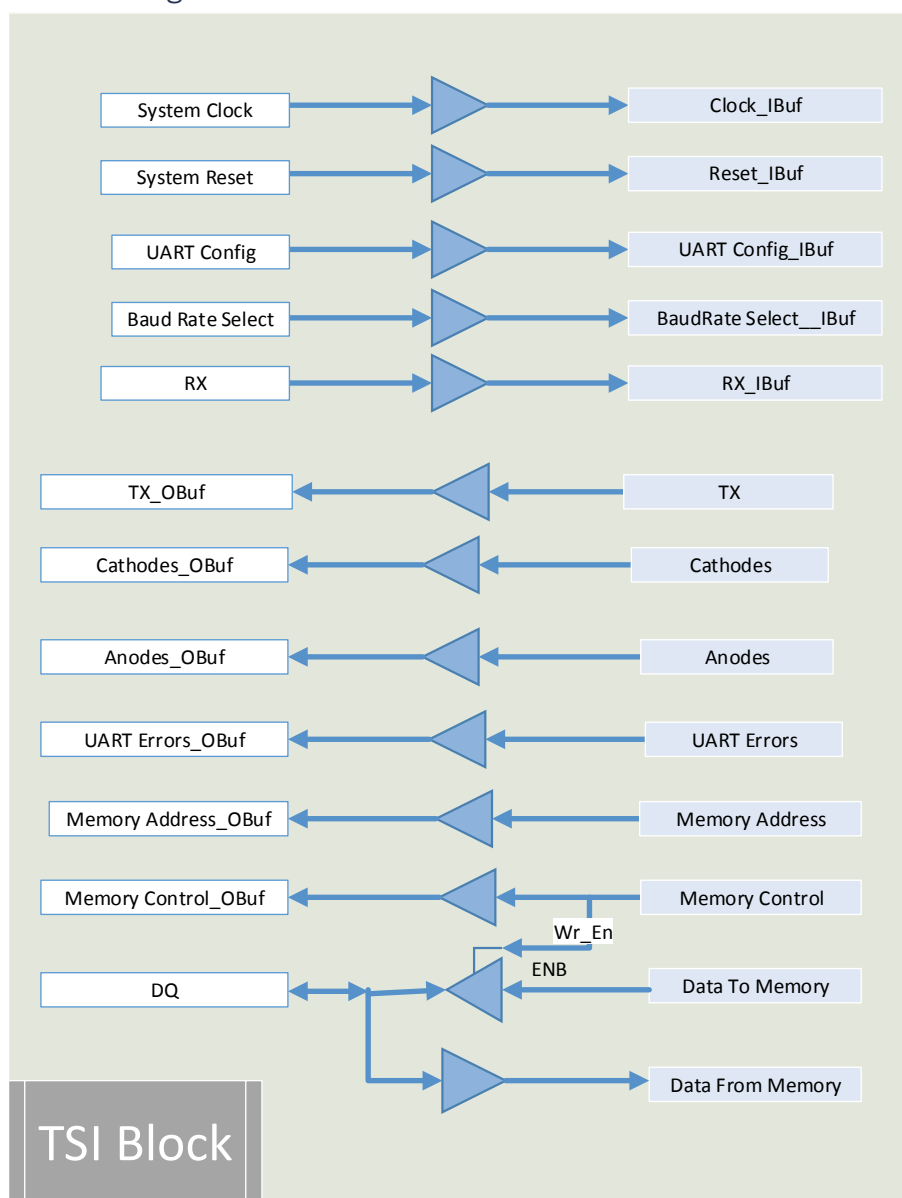 System Clock
Clock_IBuf
System Reset
Reset_IBuf
UART Config
UART Config_IBuf
Baud Rate Select
BaudRate Select__IBuf
RX
RX_IBuf
TX_OBuf
TX
Cathodes_OBuf
Cathodes
Anodes_OBuf
Anodes
UART Errors_OBuf
UART Errors
Memory Address_OBuf
Memory Address
Memory Control_OBuf
Memory Control
Wr_En
ENB
DQ
Data To Memory
Data From Memory
TSI Block